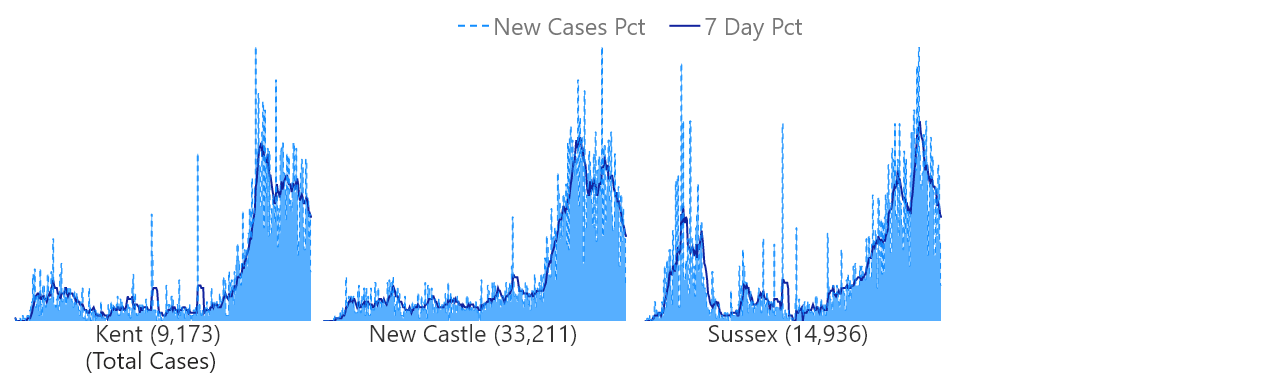 New Cases Pct 7 Day Pct
Kent (9,173) New Castle (33,211) Sussex (14,936)
(Total Cases)